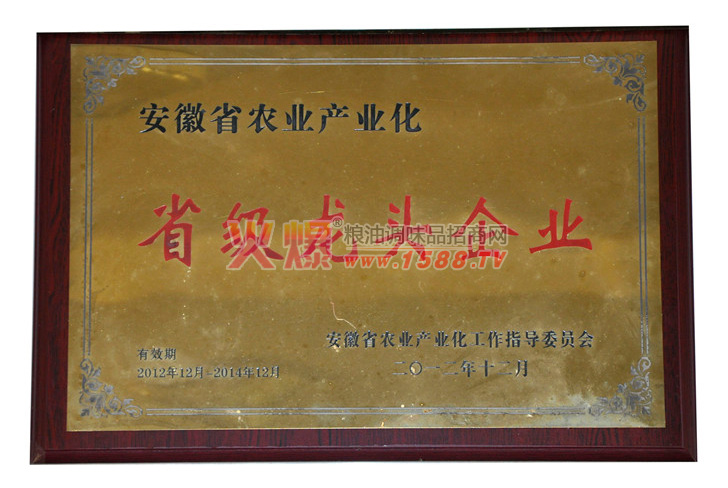 安徽省农业产业化
省级龙头企业
火爆®粮油调味品招商网
www.1588.TV
安徽省农业产业化工作指导委员会
有效期
二〇一二年十二月
2012年12月-2014年12月